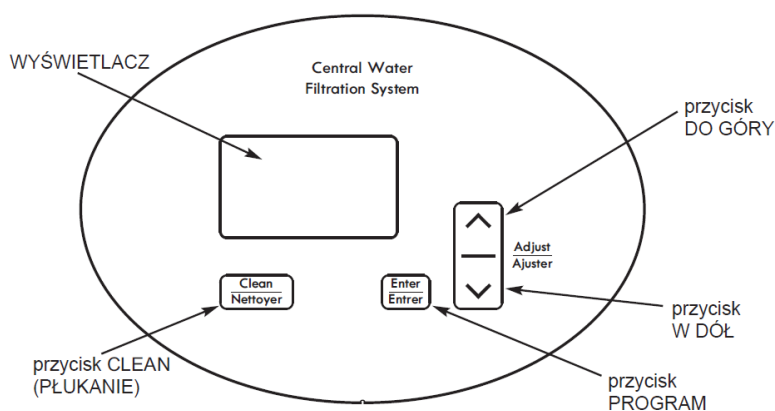 WYŚWIETLACZ
Central Water
Filtration System
przycisk
DO GÓRY
Adjust
Ajuster
Clean
Nettoyer
Enter
Entrer
przycisk
W DÓŁ
przycisk CLEAN
(PŁUKANIE)
przycisk
PROGRAM